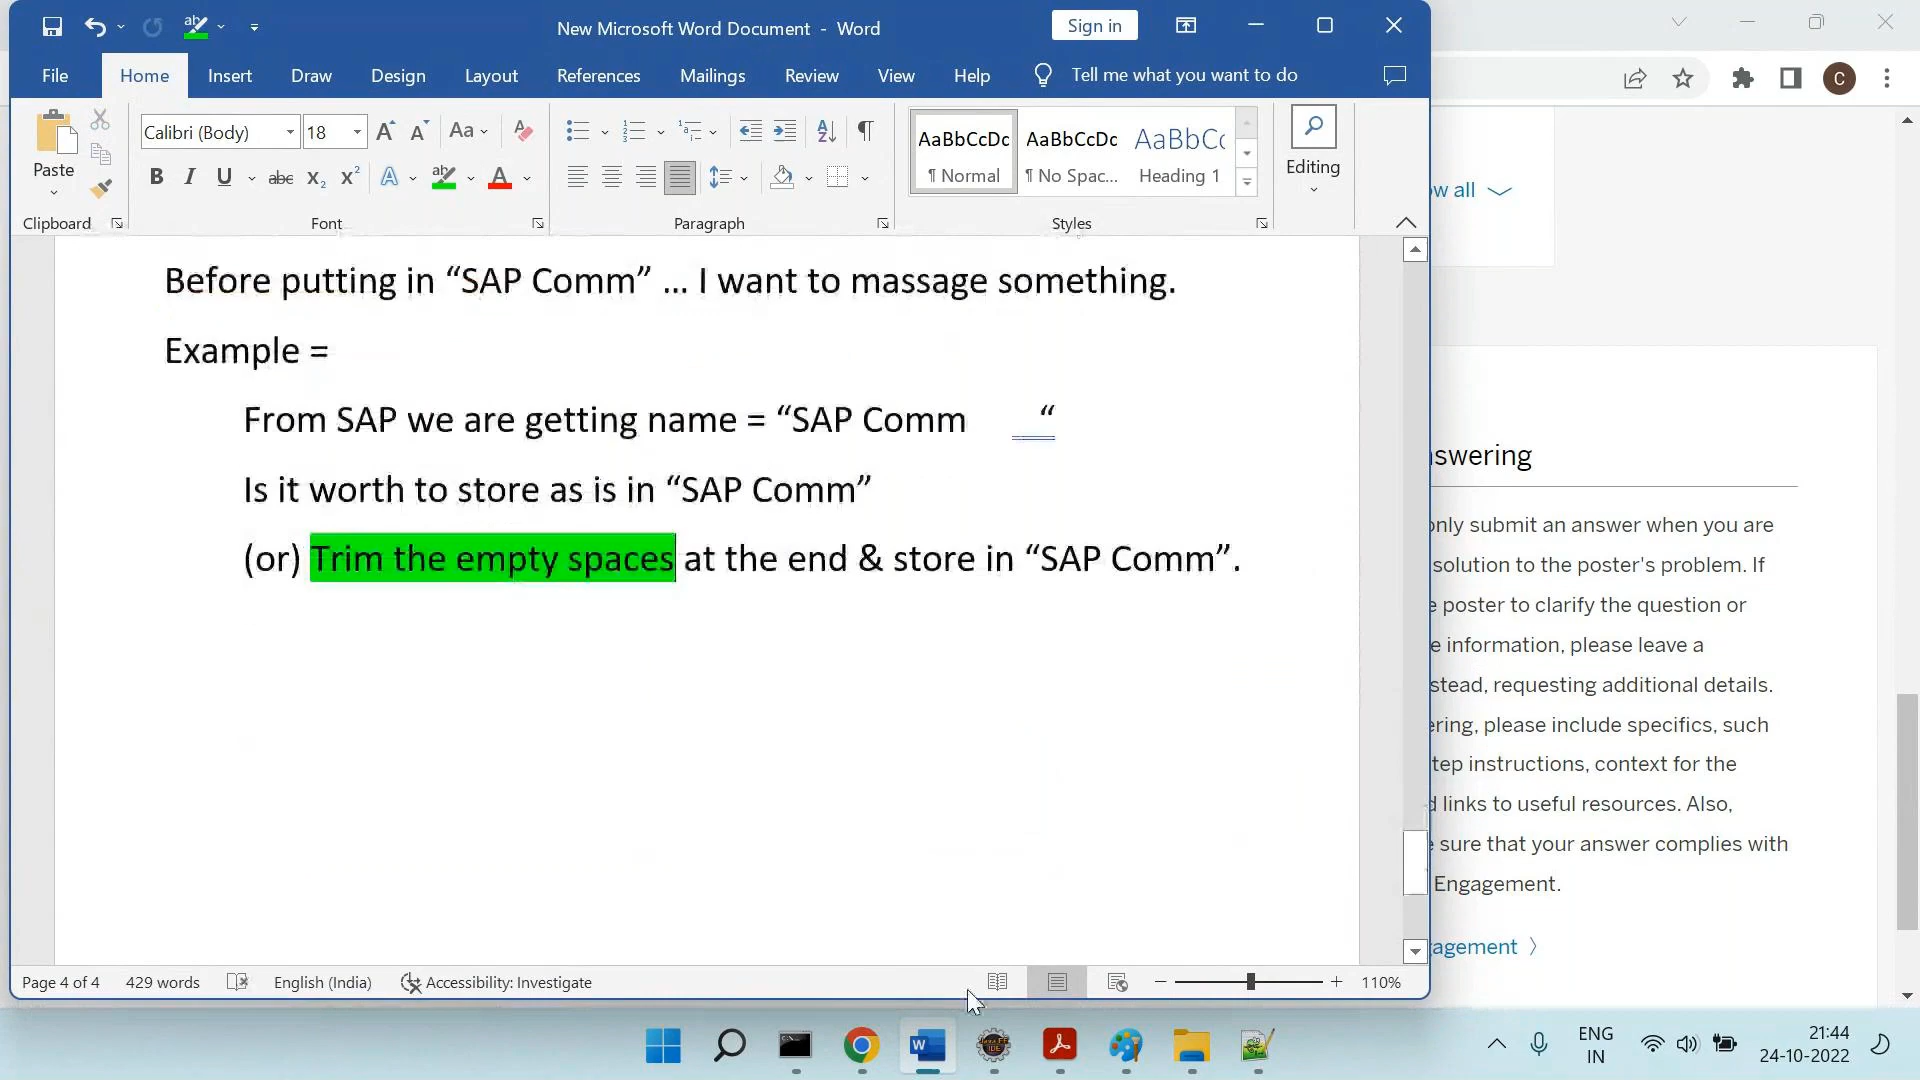 New Microsoft Word Document - Word
Sign in
File Home Insert Draw Design Layout References Mailings Review View Help Tell me what you want to do
Paste
Calibri (Body) 18
AaBbCcDc AaBbCcDc AaBbCc
¶ Normal ¶ No Spac... Heading 1
Editing
Clipboard Font Paragraph Styles
Before putting in “SAP Comm” ... I want to massage something.
Example =
From SAP we are getting name = “SAP Comm “
Is it worth to store as is in “SAP Comm”
(or) Trim the empty spaces at the end & store in “SAP Comm”.
Page 4 of 4 429 words English (India) Accessibility: Investigate 110%
C
ow all
swering
only submit an answer when you are
solution to the poster's problem. If
e poster to clarify the question or
e information, please leave a
stead, requesting additional details.
ering, please include specifics, such
tep instructions, context for the
d links to useful resources. Also,
e sure that your answer complies with
Engagement.
agement
ENG
IN
21:44
24-10-2022